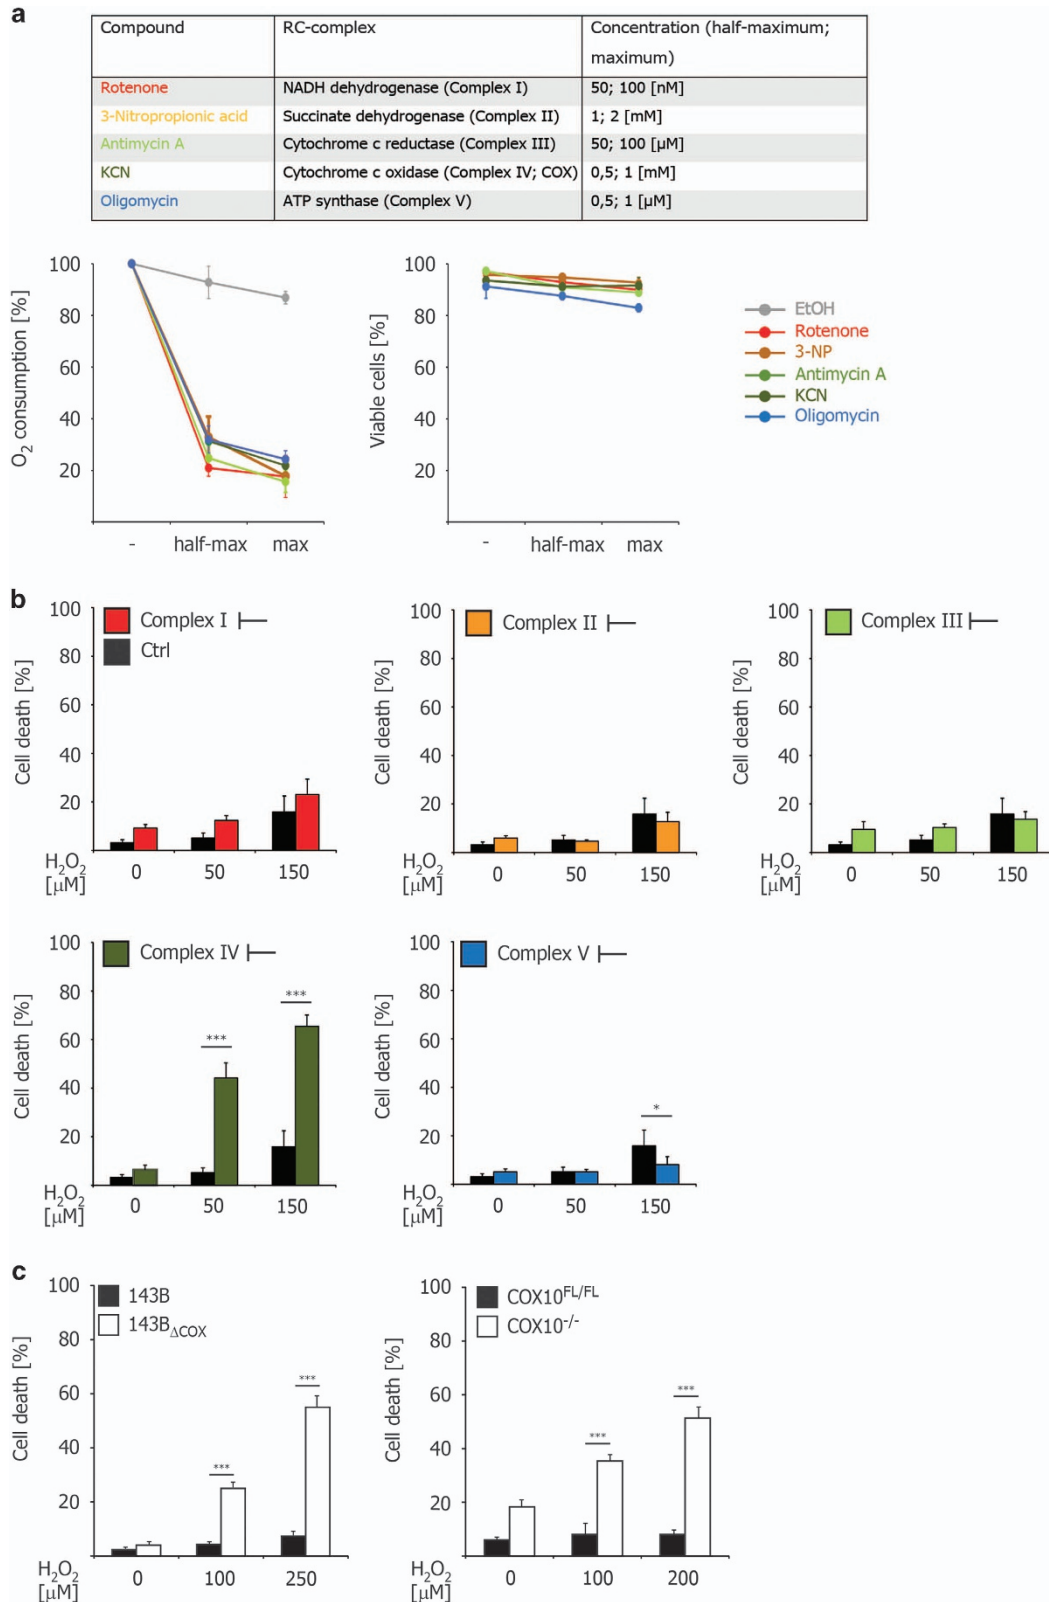 a
Compound RC-complex Concentration (half-maximum; maximum)
Rotenone NADH dehydrogenase (Complex I) 50; 100 [nM]
3-Nitropropionic acid Succinate dehydrogenase (Complex II) 1; 2 [mM]
Antimycin A Cytochrome c reductase (Complex III) 50; 100 [µM]
KCN Cytochrome c oxidase (Complex IV; COX) 0,5; 1 [mM]
Oligomycin ATP synthase (Complex V) 0,5; 1 [µM]
O2 consumption [%]
100
80
60
40
20
- half-max max
Viable cells [%]
100
80
60
40
20
- half-max max
EtOH
Rotenone
3-NP
Antimycin A
KCN
Oligomycin
b
Cell death [%]
100
80
60
40
20
Complex I
Ctrl
H2O2 [µM] 0 50 150
Cell death [%]
100
80
60
40
20
Complex II
0 50 150
Cell death [%]
100
80
60
40
20
Complex III
0 50 150
Cell death [%]
100
80
60
40
20
Complex IV
***
***
H2O2 [µM] 0 50 150
Cell death [%]
100
80
60
40
20
Complex V
*
H2O2 [µM] 0 50 150
c
Cell death [%]
100
80
60
40
20
143B
143BΔCOX
***
***
H2O2 [µM] 0 100 250
Cell death [%]
100
80
60
40
20
COX10FL/FL
COX10-/-
***
***
H2O2 [µM] 0 100 200